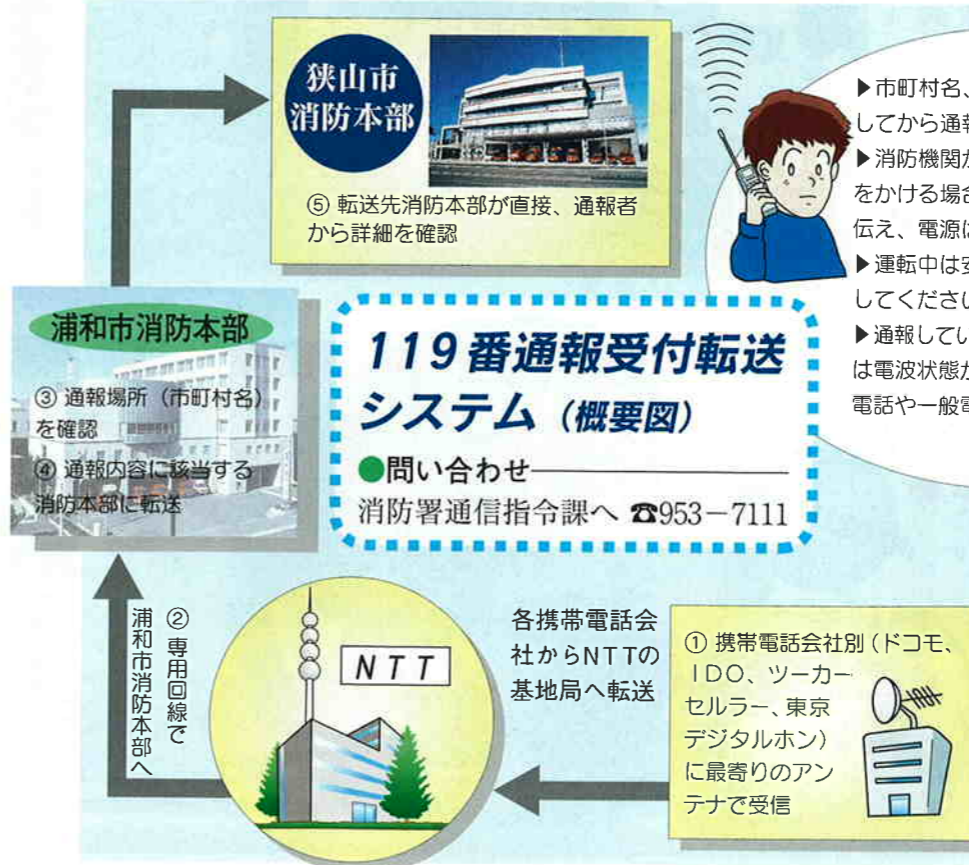 狭山市
消防本部
⑤ 転送先消防本部が直接、通報者
から詳細を確認
▶市町村名、
してから通報
▶消防機関か
をかける場合
伝え、電源は
▶運転中は安
してください
▶通報してい
は電波状態が
電話や一般電
浦和市消防本部
③ 通報場所（市町村名）
を確認
④ 通報内容に該当する
消防本部に転送
119番通報受付転送
システム（概要図）
●問い合わせ
消防署通信指令課へ ☎953－7111
② 専用回線で
浦和市消防本部へ
NTT
各携帯電話会
社からNTTの
基地局へ転送
① 携帯電話会社別（ドコモ、
IDO、ツーカー
セルラー、東京
デジタルホン）
に最寄りのアン
テナで受信